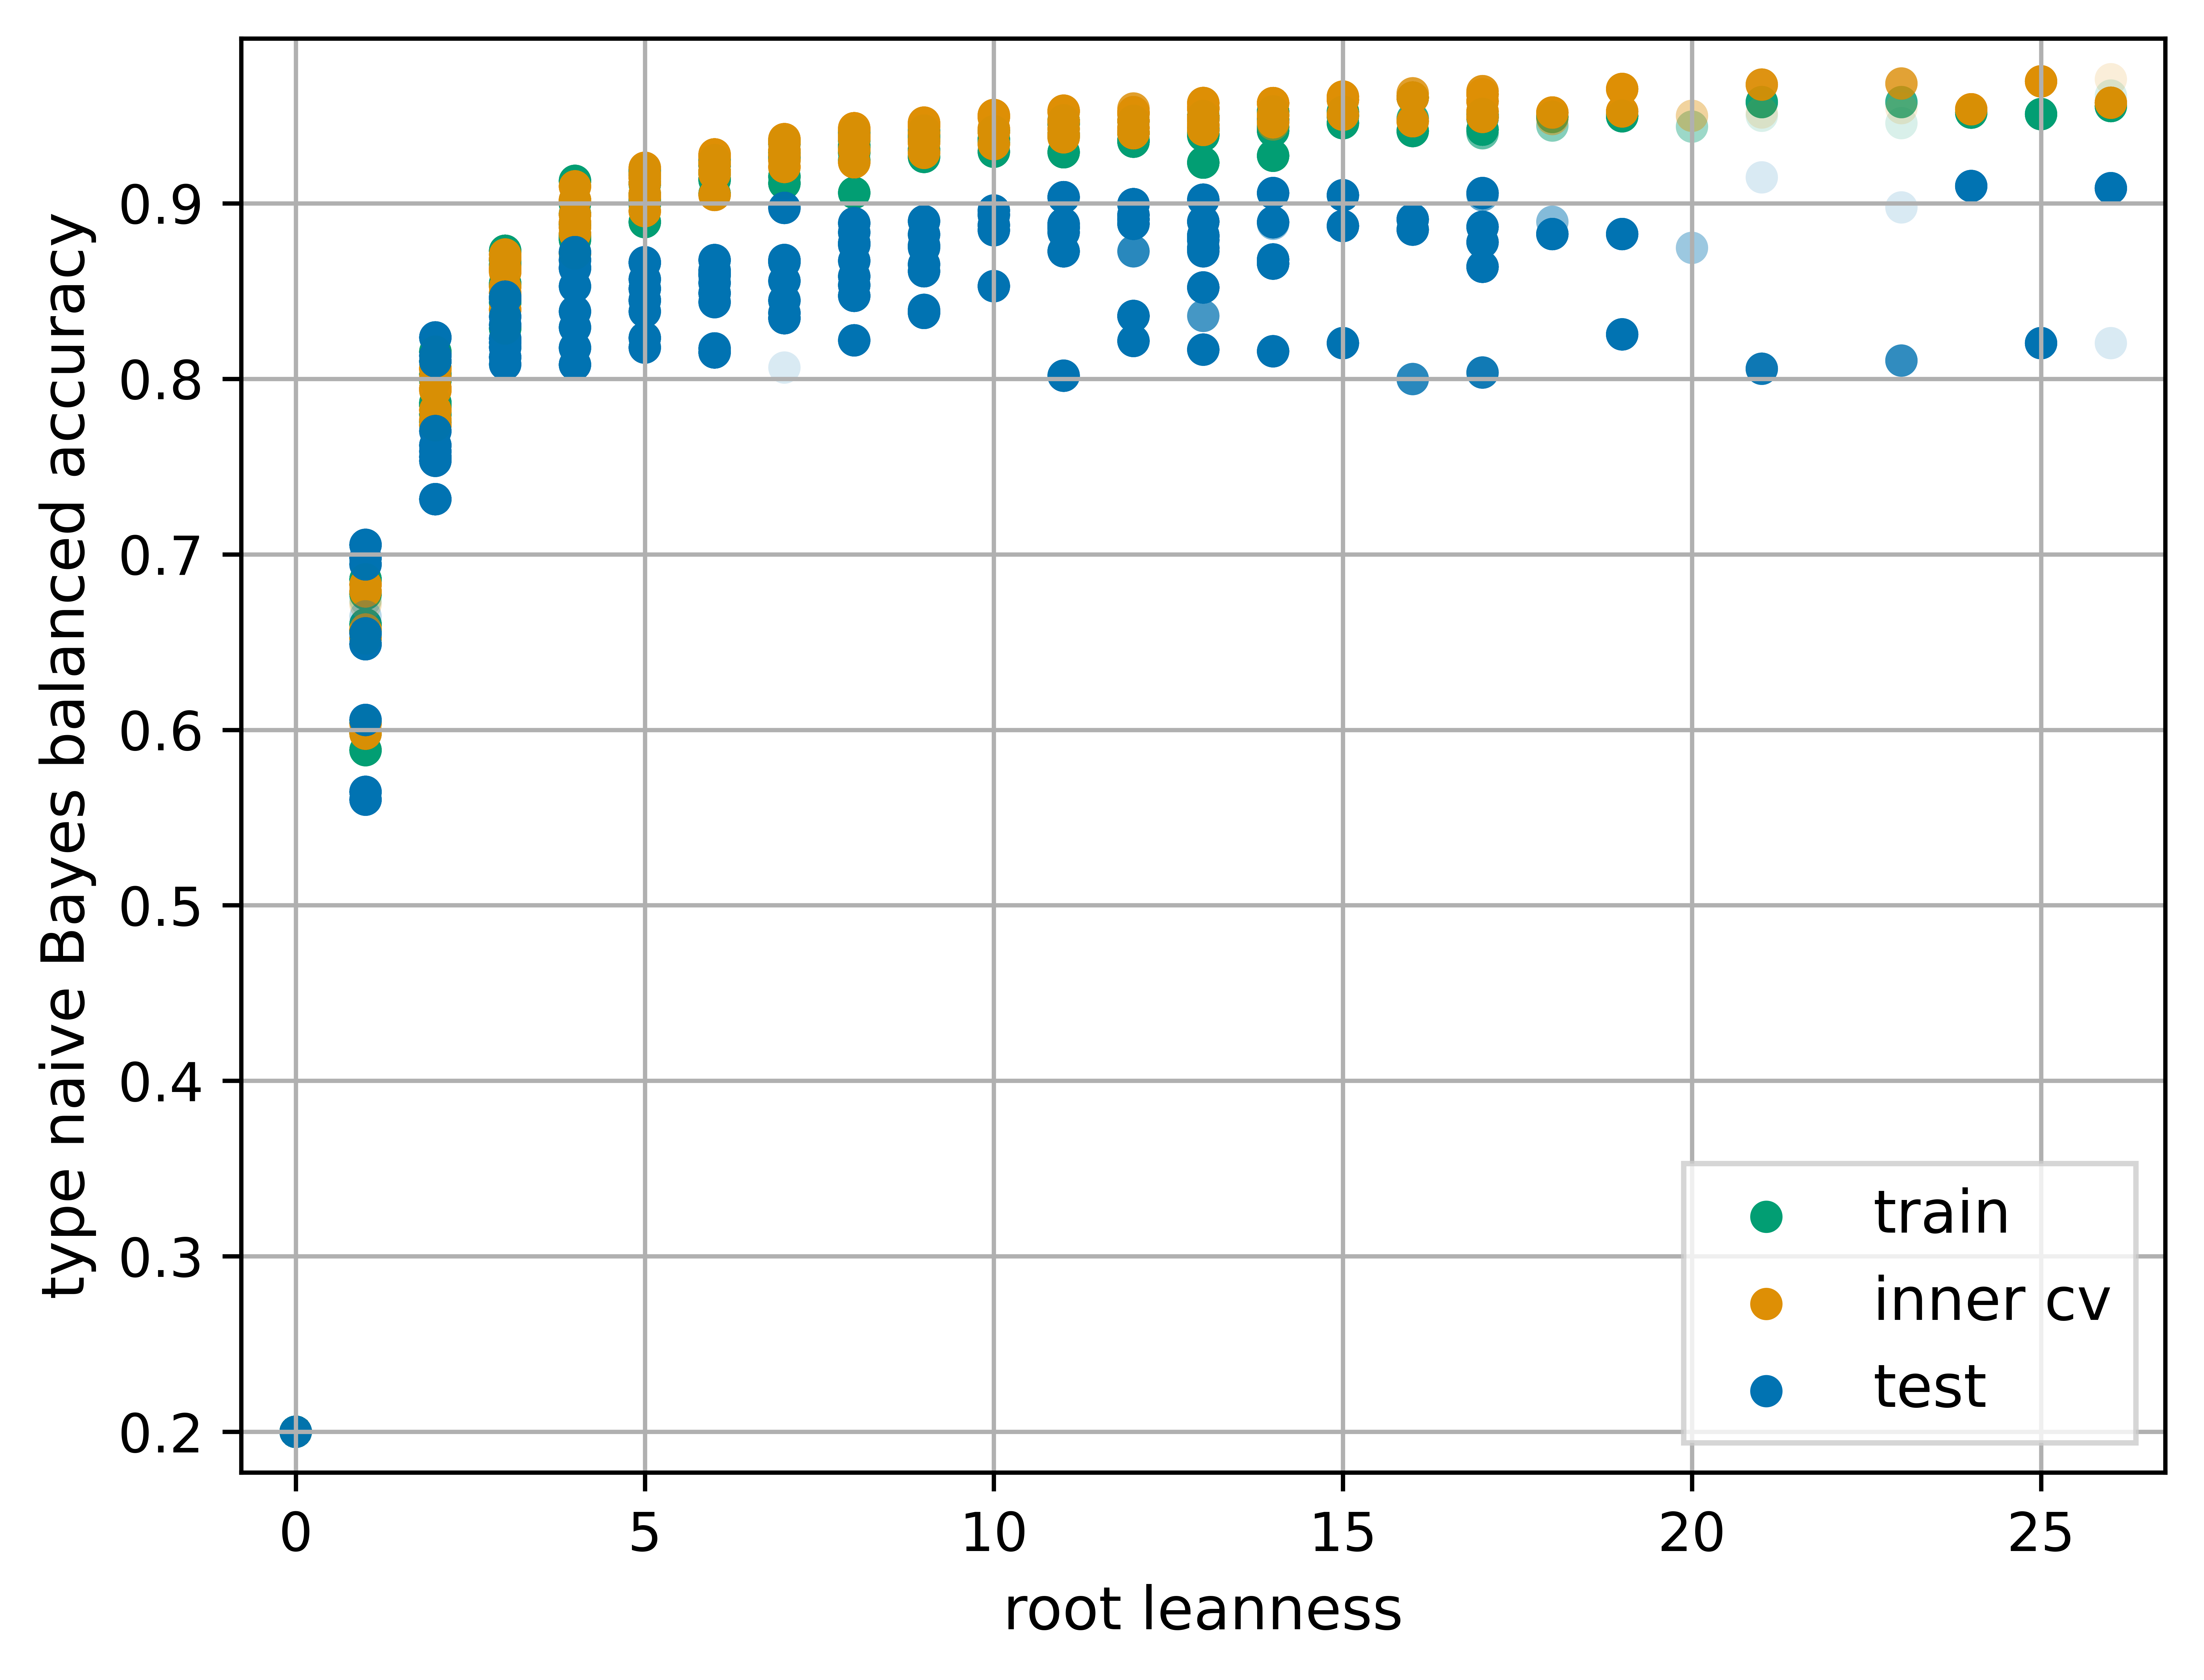 type naive Bayes balanced accuracy
0.9
0.8
0.7
0.6
0.5
0.4
0.3
0.2
train
inner cv
test
0 5 10 15 20 25
root leanness